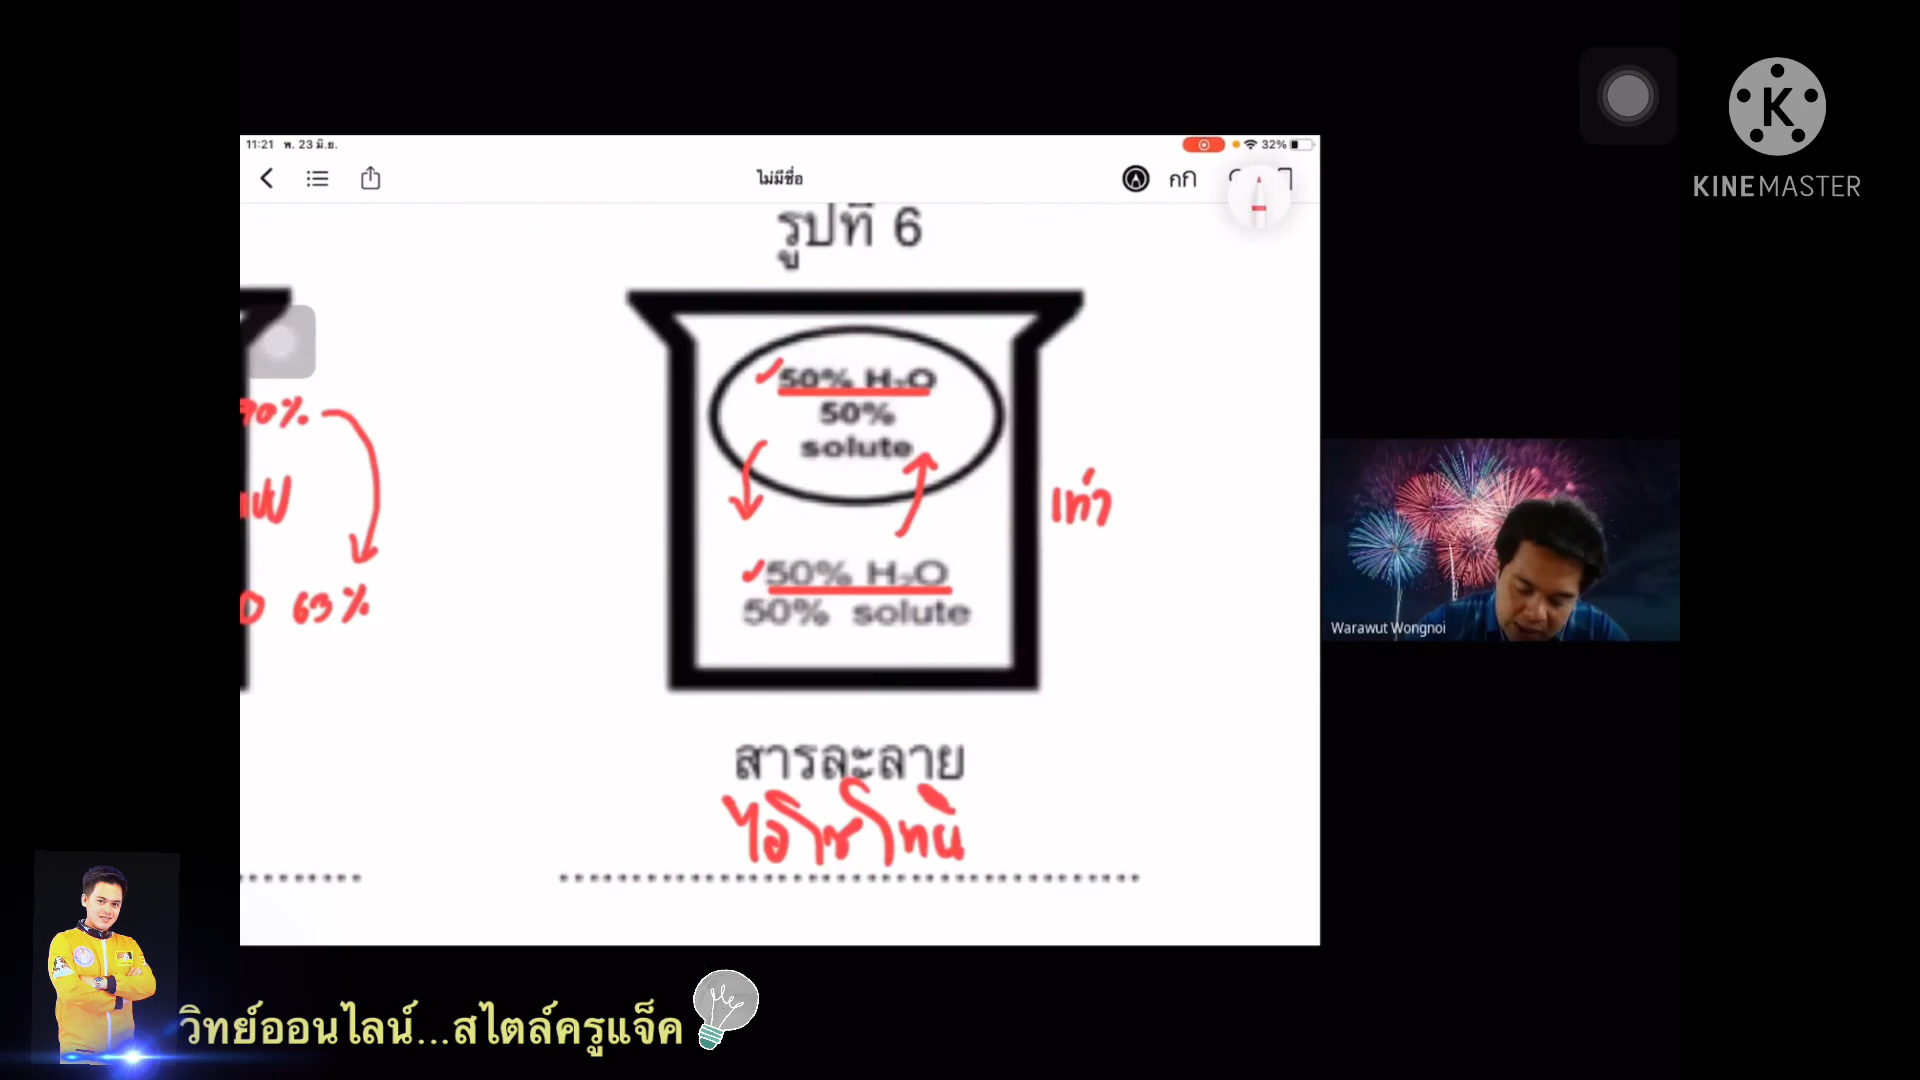 11:21 พ. 23 มิ.ย.
32%
ไม่มีชื่อ
กก
K
KINEMASTER
รูปที่ 6
50% H₂O
50%
solute
90%
63%
เท่า
50% H₂O
50% solute
สารละลาย
ไอโซโทนิ
Warawut Wongnoi
วิทย์ออนไลน์...สไตล์ครูแจ็ค